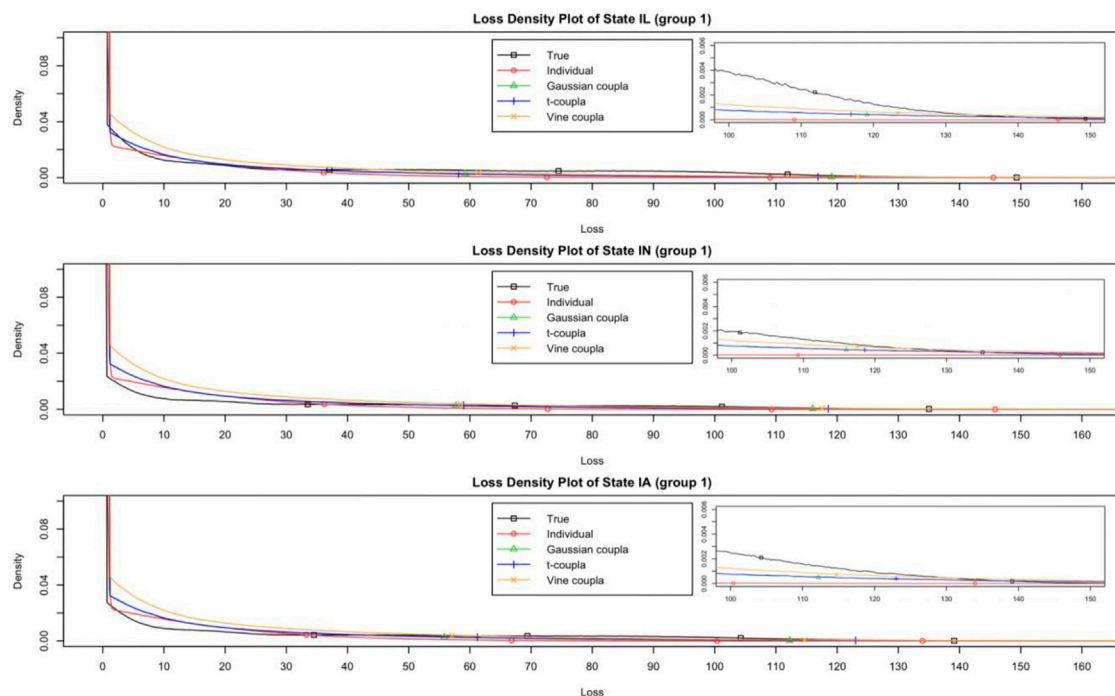 Loss Density Plot of State IL (group 1)
Density
0.00
0.04
0.08
True
Individual
Gaussian coupla
t-coupla
Vine coupla
0.000
0.002
0.004
0.006
100 110 120 130 140 150
0 10 20 30 40 50 60 70 80 90 100 110 120 130 140 150 160
Loss
Loss Density Plot of State IN (group 1)
Density
0.00
0.04
0.08
True
Individual
Gaussian coupla
t-coupla
Vine coupla
0.000
0.002
0.004
0.006
100 110 120 130 140 150
0 10 20 30 40 50 60 70 80 90 100 110 120 130 140 150 160
Loss
Loss Density Plot of State IA (group 1)
Density
0.00
0.04
0.08
True
Individual
Gaussian coupla
t-coupla
Vine coupla
0.000
0.002
0.004
0.006
100 110 120 130 140 150
0 10 20 30 40 50 60 70 80 90 100 110 120 130 140 150 160
Loss